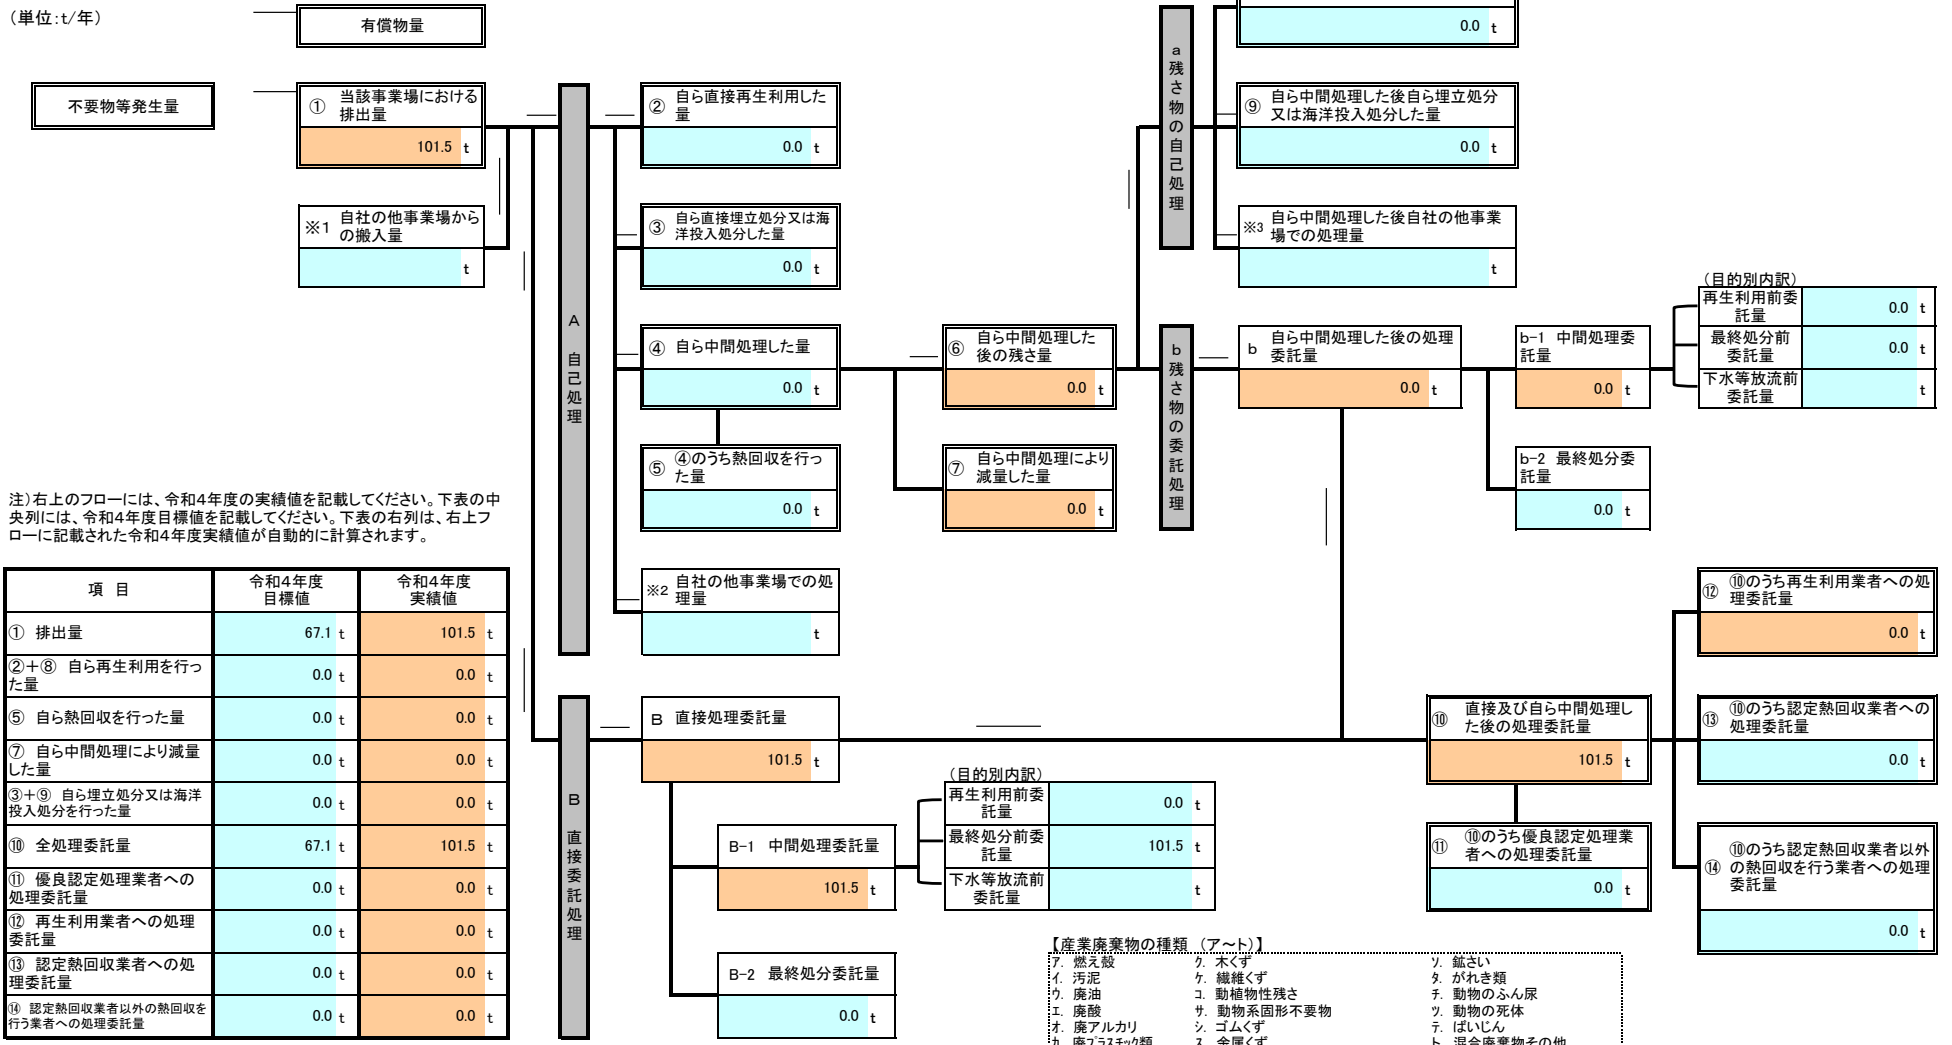 （単位：t/年）
有償物量
0.0 t
不要物等発生量
① 当該事業場における
排出量
101.5 t
※1 自社の他事業場から
の搬入量
t
A 自己処理
② 自ら直接再生利用した
量
0.0 t
③ 自ら直接埋立処分又は海
洋投入処分した量
0.0 t
④ 自ら中間処理した量
0.0 t
⑤ ④のうち熱回収を行っ
た量
0.0 t
※2 自社の他事業場での処
理量
t
⑥ 自ら中間処理した
後の残さ量
0.0 t
⑦ 自ら中間処理により
減量した量
0.0 t
a 残さ物の自己処理
⑨ 自ら中間処理した後自ら埋立処分
又は海洋投入処分した量
0.0 t
※3 自ら中間処理した後自社の他事業
場での処理量
t
b 残さ物の委託処理
b 自ら中間処理した後の処理
委託量
0.0 t
b-1 中間処理委
託量
0.0 t
b-2 最終処分委
託量
0.0 t
（目的別内訳）
再生利用前委
託量
0.0 t
最終処分前
委託量
0.0 t
下水等放流前
委託量
t
注）右上のフローには、令和４年度の実績値を記載してください。下表の中
央列には、令和４年度目標値を記載してください。下表の右列は、右上フ
ローに記載された令和４年度実績値が自動的に計算されます。
項 目
令和４年度
目標値
令和４年度
実績値
① 排出量 67.1 t 101.5 t
②＋⑧ 自ら再生利用を行っ
た量
0.0 t 0.0 t
⑤ 自ら熱回収を行った量 0.0 t 0.0 t
⑦ 自ら中間処理により減量
した量
0.0 t 0.0 t
③＋⑨ 自ら埋立処分又は海洋
投入処分を行った量
0.0 t 0.0 t
⑩ 全処理委託量 67.1 t 101.5 t
⑪ 優良認定処理業者への
処理委託量
0.0 t 0.0 t
⑫ 再生利用業者への処理
委託量
0.0 t 0.0 t
⑬ 認定熱回収業者への処
理委託量
0.0 t 0.0 t
⑭ 認定熱回収業者以外の熱回収を
行う業者への処理委託量
0.0 t 0.0 t
B 直接委託処理
B 直接処理委託量
101.5 t
B-1 中間処理委託量
101.5 t
B-2 最終処分委託量
0.0 t
（目的別内訳）
再生利用前委
託量
0.0 t
最終処分前委
託量
101.5 t
下水等放流前
委託量
t
⑩ 直接及び自ら中間処理し
た後の処理委託量
101.5 t
⑪ ⑩のうち優良認定処理業
者への処理委託量
0.0 t
⑫ ⑩のうち再生利用業者への処
理委託量
0.0 t
⑬ ⑩のうち認定熱回収業者への
処理委託量
0.0 t
⑭ ⑩のうち認定熱回収業者以外
の熱回収を行う業者への処理
委託量
0.0 t
【産業廃棄物の種類 （ア～ト）】
ア. 燃え殻 ク. 木くず ソ. 鉱さい
イ. 汚泥 ケ. 繊維くず タ. がれき類
ウ. 廃油 コ. 動植物性残さ チ. 動物のふん尿
エ. 廃酸 サ. 動物系固形不要物 ツ. 動物の死体
オ. 廃アルカリ シ. ゴムくず テ. ばいじん
カ. 廃プラスチック類 ス. 金属くず ト. 混合廃棄物その他